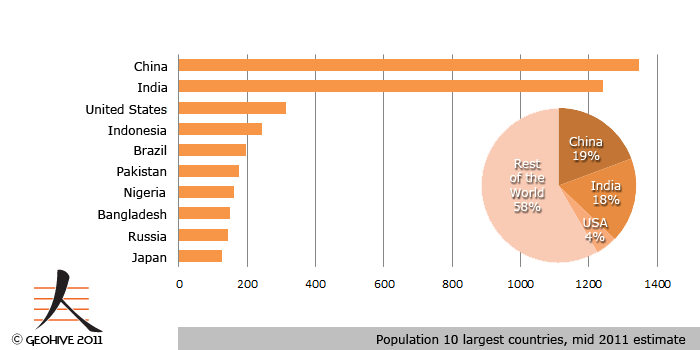 China
India
United States
Indonesia
Brazil
Pakistan
Nigeria
Bangladesh
Russia
Japan
0 200 400 600 800 1000 1200 1400
China
19%
India
18%
USA
4%
Rest
of the
World
58%
© GEOHIVE 2011
Population 10 largest countries, mid 2011 estimate